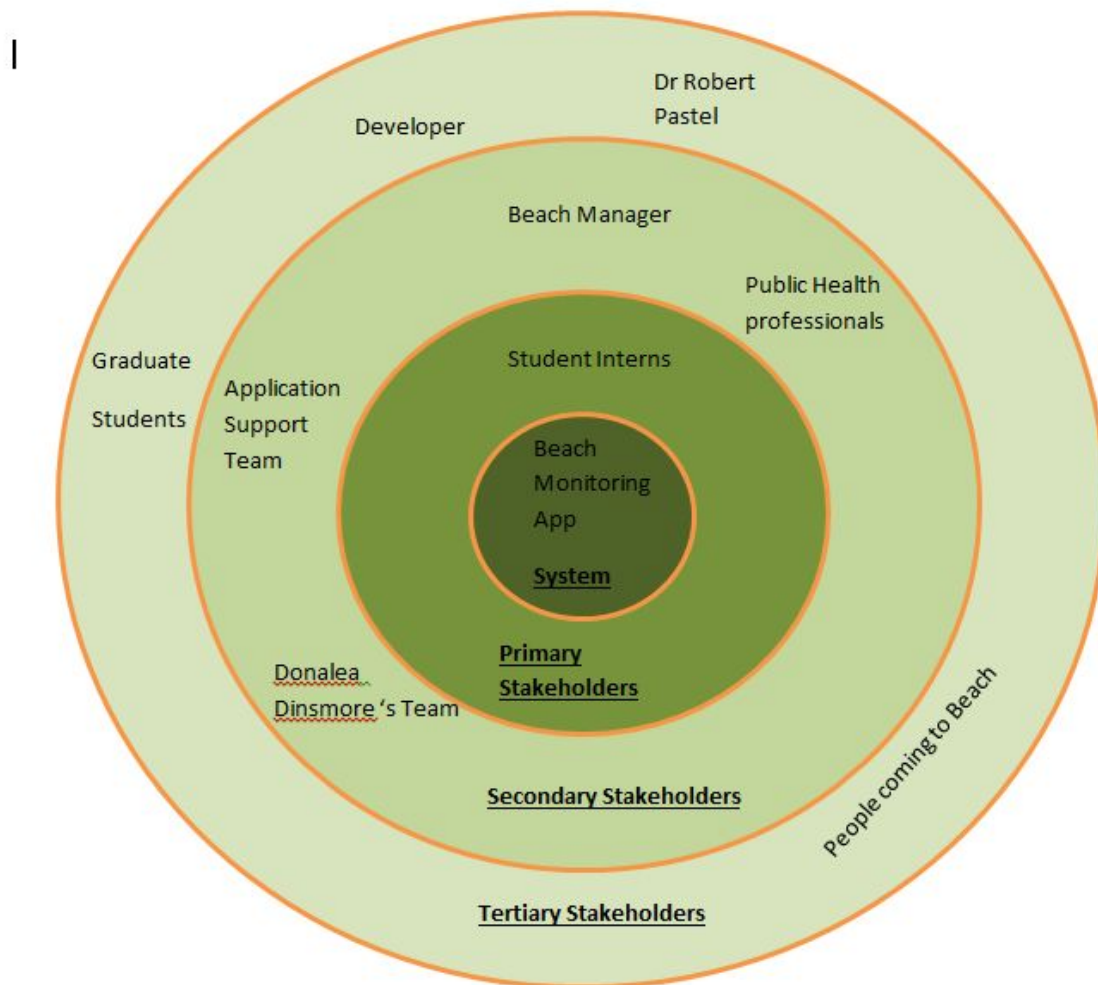 Dr Robert
Pastel
Developer
Beach Manager
Public Health
professionals
Graduate
Students
Application
Support
Team
Student Interns
Beach
Monitoring
App
System
Primary
Stakeholders
Donalea
Dinsmore ‘s Team
People coming to Beach
Secondary Stakeholders
Tertiary Stakeholders